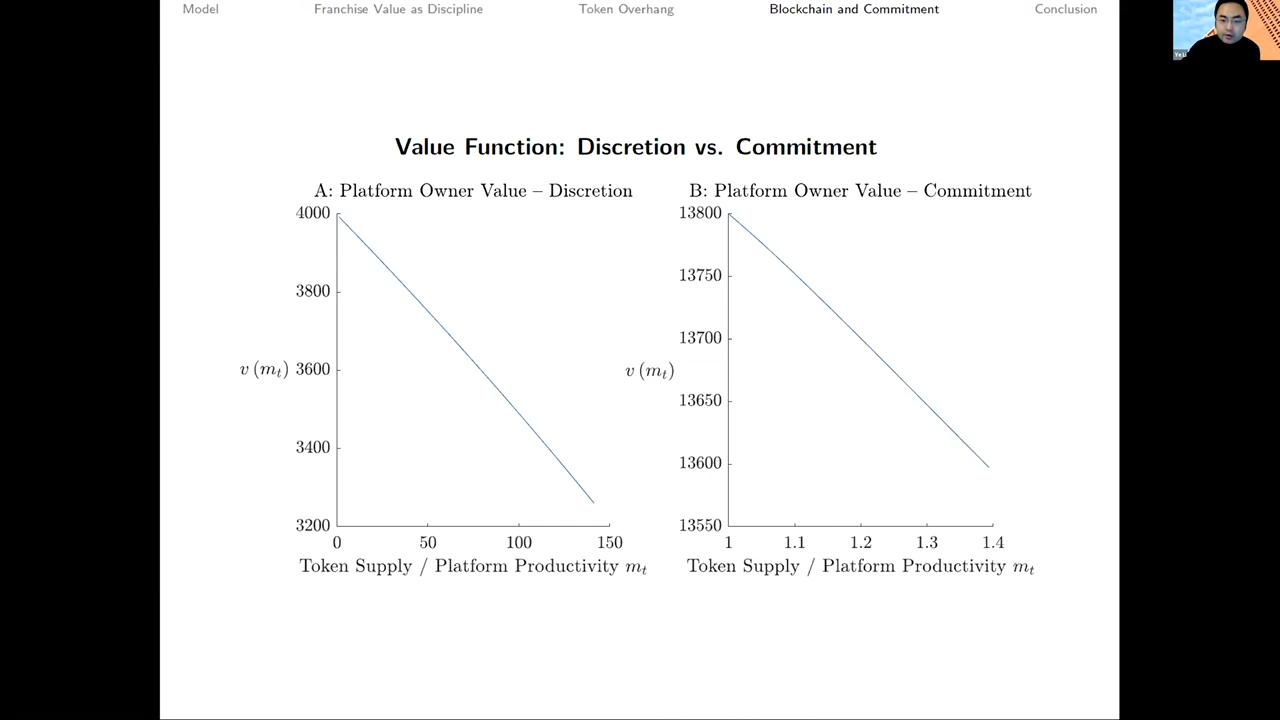 Model Franchise Value as Discipline Token Overhang Blockchain and Commitment Conclusion
Value Function: Discretion vs. Commitment
A: Platform Owner Value – Discretion
4000
3800
v (m_t) 3600
3400
3200
0 50 100 150
Token Supply / Platform Productivity m_t
B: Platform Owner Value – Commitment
13800
13750
13700
v (m_t)
13650
13600
13550
1 1.1 1.2 1.3 1.4
Token Supply / Platform Productivity m_t